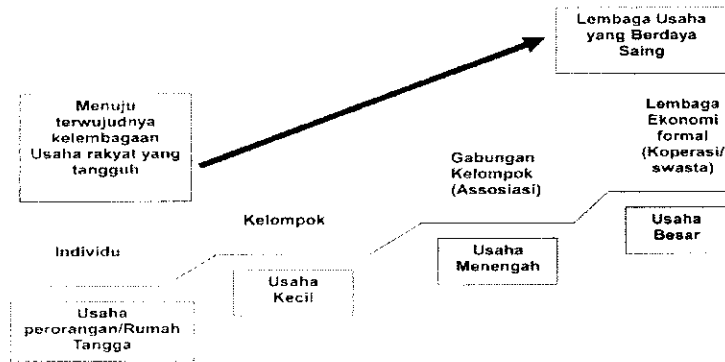 Lembaga Usaha
yang Berdaya
Saing
Menuju
terwujudnya
kelembagaan
Usaha rakyat yang
tangguh
Lembaga
Ekonomi
formal
(Koperasi/
swasta)
Gabungan
Kelompok
(Assosiasi)
Kelompok
Individu
Usaha
Besar
Usaha
Menengah
Usaha
Kecil
Usaha
perorangan/Rumah
Tangga